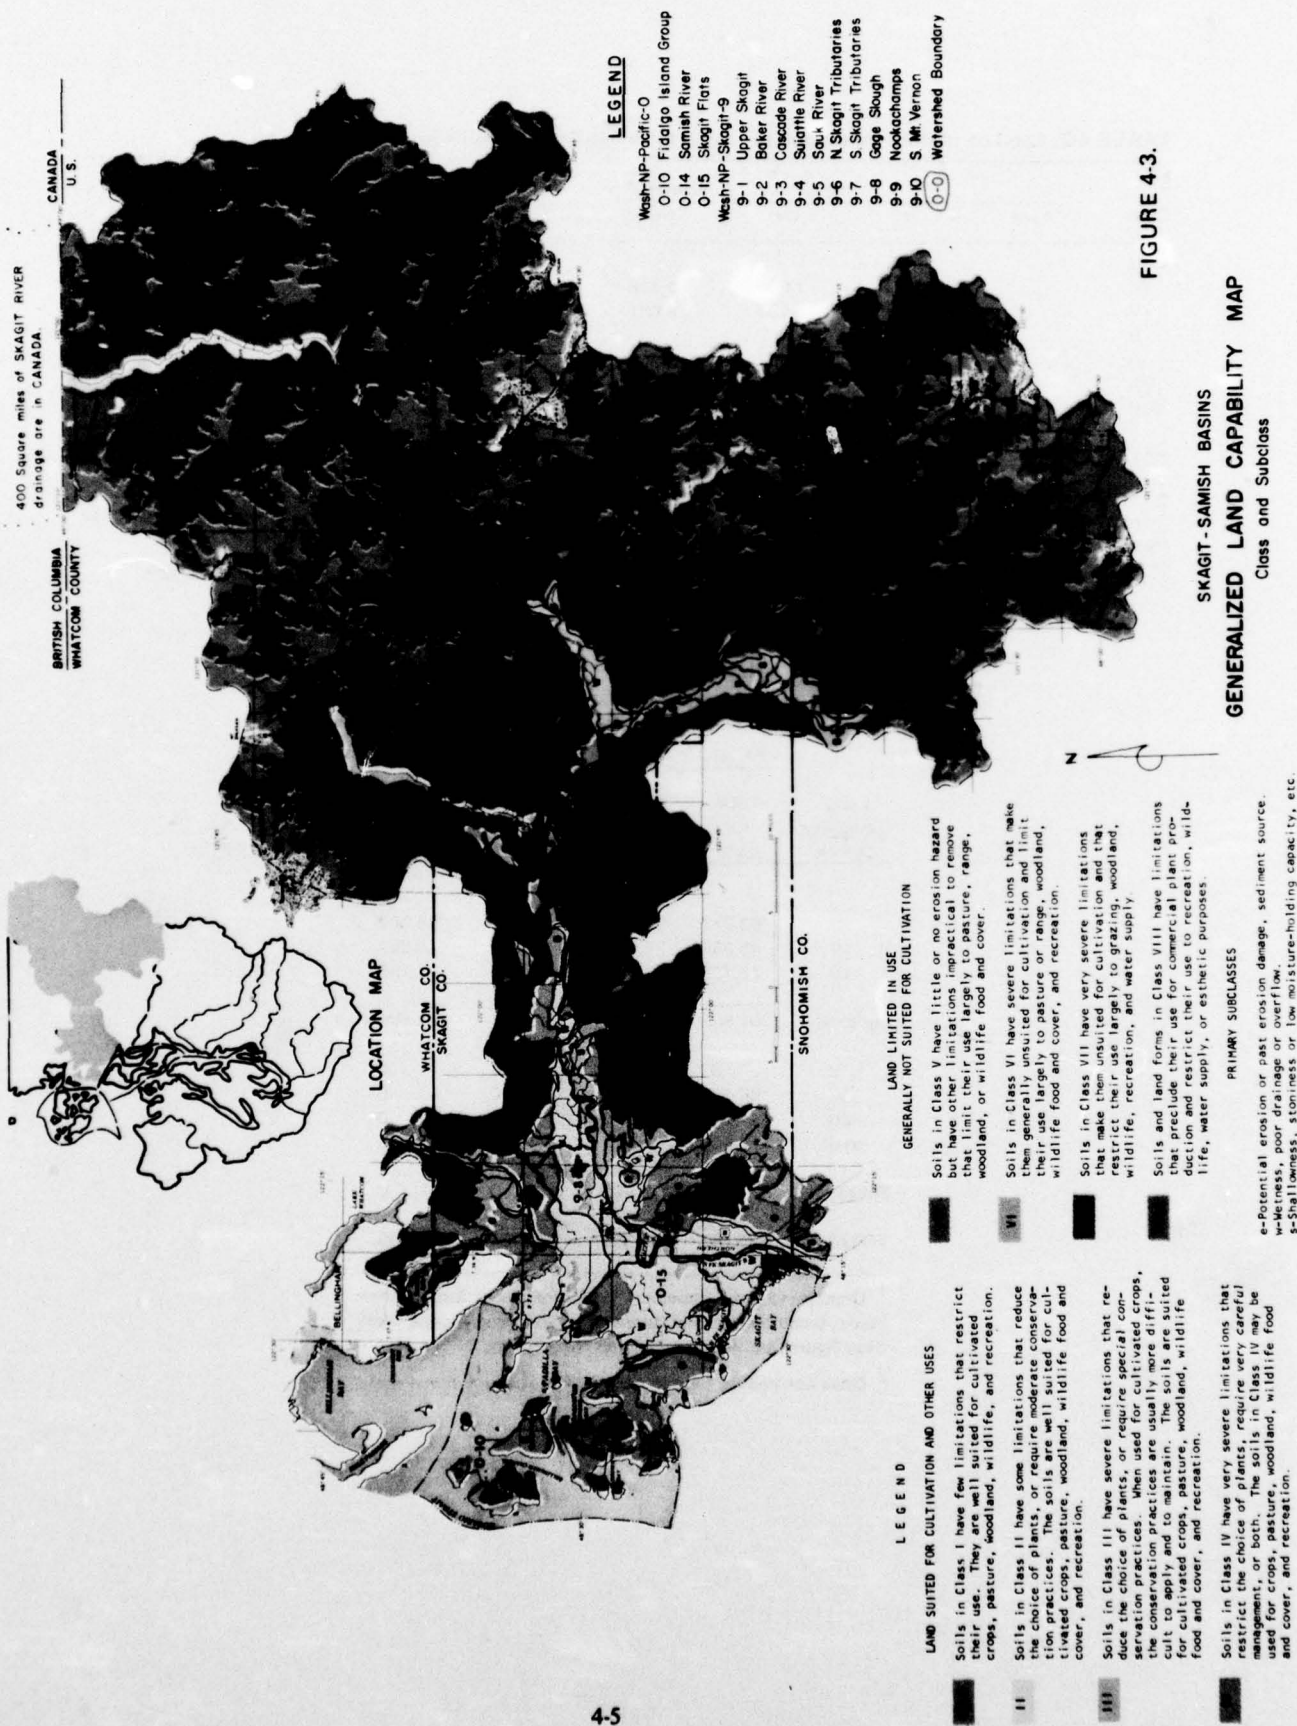 400 Square miles of SKAGIT RIVER
drainage are in CANADA.
BRITISH COLUMBIA
WHATCOM COUNTY
CANADA
U.S.
LOCATION MAP
WHATCOM CO.
SKAGIT CO.
SNOHOMISH CO.
BELLINGHAM
LAKE
WHATCOM
BELLINGHAM
BAY
SKAGIT
BAY
0-10
0-15
9-8
LEGEND
Wash-NP-Pacific-0
0-10 Fidalgo Island Group
0-14 Samish River
0-15 Skagit Flats
Wash-NP-Skagit-9
9-1 Upper Skagit
9-2 Baker River
9-3 Cascade River
9-4 Suiattle River
9-5 Sauk River
9-6 N. Skagit Tributaries
9-7 S. Skagit Tributaries
9-8 Gage Slough
9-9 Nookachamps
9-10 S. Mt. Vernon
0-0 Watershed Boundary
N
LEGEND
LAND SUITED FOR CULTIVATION AND OTHER USES
Soils in Class I have few limitations that restrict
their use. They are well suited for cultivated
crops, pasture, woodland, wildlife, and recreation.
II
Soils in Class II have some limitations that reduce
the choice of plants, or require moderate conserva-
tion practices. The soils are well suited for cul-
tivated crops, pasture, woodland, wildlife food and
cover, and recreation.
III
Soils in Class III have severe limitations that re-
duce the choice of plants, or require special con-
servation practices. When used for cultivated crops,
the conservation practices are usually more diffi-
cult to apply and to maintain. The soils are suited
for cultivated crops, pasture, woodland, wildlife
food and cover, and recreation.
Soils in Class IV have very severe limitations that
restrict the choice of plants, require very careful
management, or both. The soils in Class IV may be
used for crops, pasture, woodland, wildlife food
and cover, and recreation.
LAND LIMITED IN USE
GENERALLY NOT SUITED FOR CULTIVATION
Soils in Class V have little or no erosion hazard
but have other limitations impractical to remove
that limit their use largely to pasture, range,
woodland, or wildlife food and cover.
VI
Soils in Class VI have severe limitations that make
them generally unsuited for cultivation and limit
their use largely to pasture or range, woodland,
wildlife food and cover, and recreation.
Soils in Class VII have very severe limitations
that make them unsuited for cultivation and that
restrict their use largely to grazing, woodland,
wildlife, recreation, and water supply.
Soils and land forms in Class VIII have limitations
that preclude their use for commercial plant pro-
duction and restrict their use to recreation, wild-
life, water supply, or esthetic purposes.
PRIMARY SUBCLASSES
e-Potential erosion or past erosion damage, sediment source.
w-Wetness, poor drainage or overflow.
s-Shallowness, stoniness or low moisture-holding capacity, etc.
FIGURE 4-3.
SKAGIT-SAMISH BASINS
GENERALIZED LAND CAPABILITY MAP
Class and Subclass
4-5